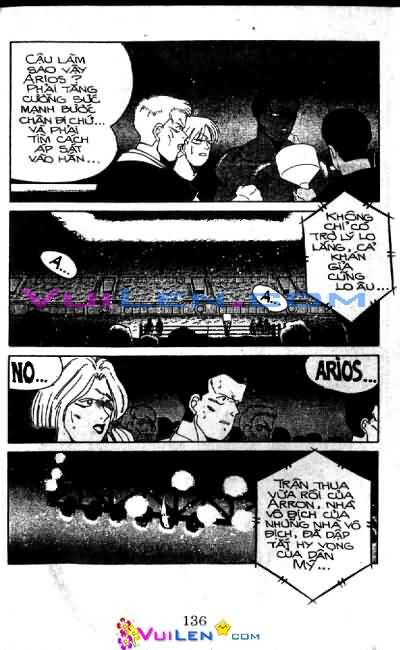 CẬU LÀM
SAO VẬY
ARIOS ?
PHẢI TĂNG
CƯỜNG SỨC
MẠNH BƯỚC
CHÂN ĐI CHỨ...
VÀ PHẢI
TÌM CÁCH
ÁP SÁT
VÀO HẮN...
KHÔNG
CHỈ CÓ
TRỢ LÝ LO
LẮNG, CẢ
KHÁN
GIẢ
CŨNG
LO ÂU...
A...
A...
VUILEN.COM
NO...
ARIOS...
TRẬN THUA
VỪA RỒI CỦA
ARRON, NHÀ
VÔ ĐỊCH CỦA
NHỮNG NHÀ VÔ
ĐỊCH, ĐÃ DẬP
TẮT HY VỌNG
CỦA DÂN
MỸ...
136
VUILEN.COM